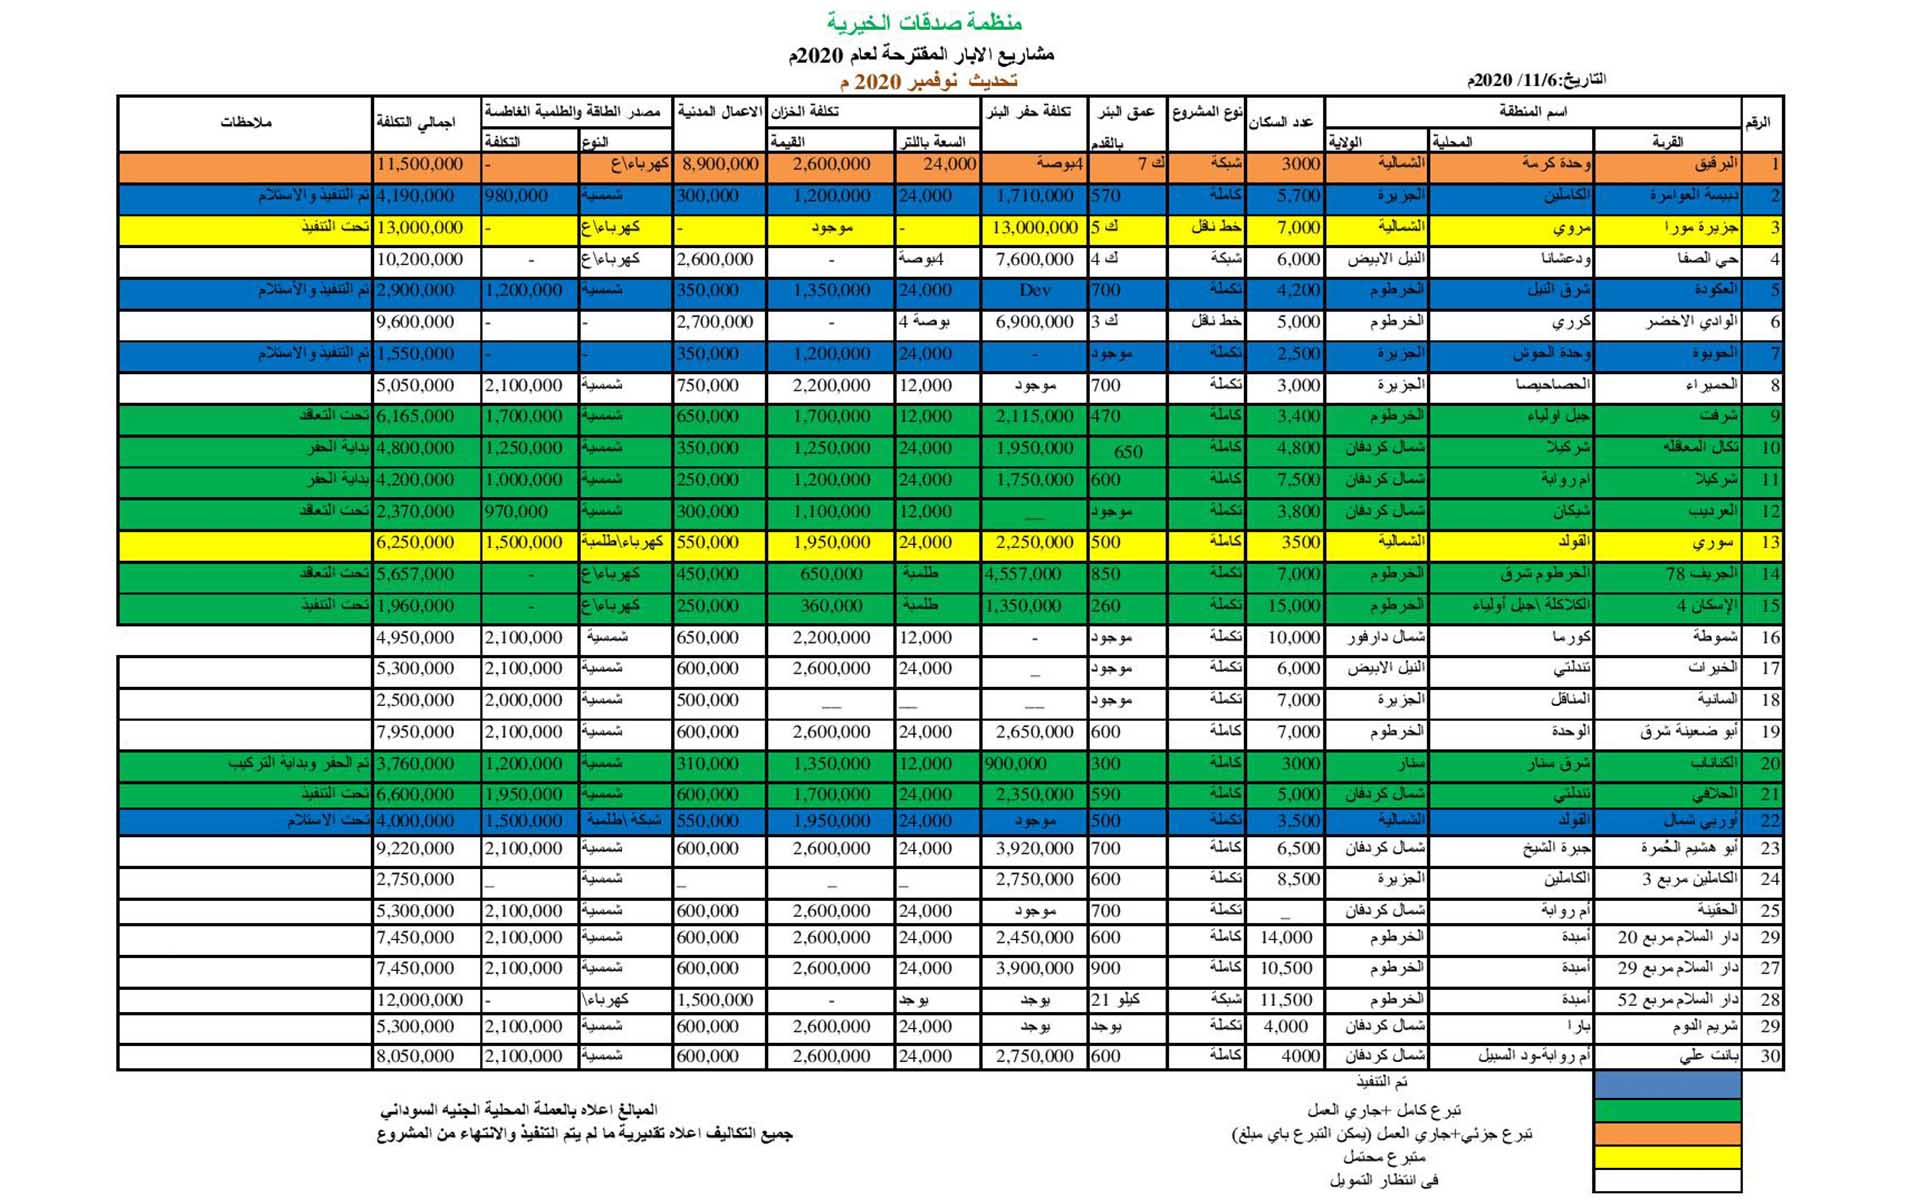 منظمة صدقات الخيرية
مشاريع الابار المقترحة لعام 2020م
تحديث نوفمبر 2020 م
التاريخ:11/6/ 2020م
الرقم اسم المنطقة عدد السكان نوع المشروع عمق البئر بالقدم تكلفة حفر البئر تكلفة الخزان الاعمال المدنية مصدر الطاقة والطلمبة الغاطسة اجمالي التكلفة ملاحظات
القرية المحلية الولاية السعة باللتر القيمة النوع التكلفة
1 البرقيق وحدة كرمة الشمالية 3000 شبكة 7 ك 4بوصة 24,000 2,600,000 8,900,000 كهرباء\ع - 11,500,000
2 دبيسة العوامرة الكاملين الجزيرة 5,700 كاملة 570 1,710,000 24,000 1,200,000 300,000 شمسية 980,000 4,190,000 تم التنفيذ والاستلام
3 جزيرة مورا مروي الشمالية 7,000 خط ناقل 5 ك 13,000,000 - موجود - كهرباء\ع - 13,000,000 تحت التنفيذ
4 حي الصفا ودعشانا النيل الابيض 6,000 شبكة 4 ك 7,600,000 4بوصة - 2,600,000 كهرباء\ع - 10,200,000
5 العكودة شرق النيل الخرطوم 4,200 تكملة 700 Dev 24,000 1,350,000 350,000 شمسية 1,200,000 2,900,000 تم التنفيذ والأستلام
6 الوادي الاخضر كرري الخرطوم 5,000 خط ناقل 3 ك 6,900,000 4 بوصة - 2,700,000 - - 9,600,000
7 الحويوة وحدة الحوش الجزيرة 2,500 تكملة موجود - 24,000 1,200,000 350,000 - - 1,550,000 تم التنفيذ والاستلام
8 الحميراء الحصاحيصا الجزيرة 3,000 تكملة 700 موجود 12,000 2,200,000 750,000 شمسية 2,100,000 5,050,000
9 شرفت جبل اولياء الخرطوم 3,400 كاملة 470 2,115,000 12,000 1,700,000 650,000 شمسية 1,700,000 6,165,000 تحت التعاقد
10 تكال المعاقله شركيلا شمال كردفان 4,800 كاملة 650 1,950,000 24,000 1,250,000 350,000 شمسية 1,250,000 4,800,000 بداية الحفر
11 شركيلا ام روابة شمال كردفان 7,500 كاملة 600 1,750,000 24,000 1,200,000 250,000 شمسية 1,000,000 4,200,000 بداية الحفر
12 العرديب شيكان شمال كردفان 3,800 تكملة موجود __ 12,000 1,100,000 300,000 شمسية 970,000 2,370,000 تحت التعاقد
13 سوري القولد الشمالية 3500 كاملة 500 2,250,000 24,000 1,950,000 550,000 كهرباء\طلمبة 1,500,000 6,250,000
14 الجريف 78 الخرطوم شرق الخرطوم 7,000 تكملة 850 4,557,000 طلمبة 650,000 450,000 كهرباء\ع - 5,657,000 تحت التعاقد
15 الإسكان 4 الكلاكلة \جبل أولياء الخرطوم 15,000 تكملة 260 1,350,000 طلمبة 360,000 250,000 كهرباء\ع - 1,960,000 تحت التنفيذ
16 شموطة كورما شمال دارفور 10,000 تكملة موجود - 12,000 2,200,000 650,000 شمسية 2,100,000 4,950,000
17 الخيرات تندلتي النيل الابيض 6,000 تكملة موجود _ 24,000 2,600,000 600,000 شمسية 2,100,000 5,300,000
18 السانية المناقل الجزيرة 7,000 تكملة موجود __ __ __ 500,000 شمسية 2,000,000 2,500,000
19 أبو ضعينة شرق الوحدة الخرطوم 7,000 كاملة 600 2,650,000 24,000 2,600,000 600,000 شمسية 2,100,000 7,950,000
20 الكناناب شرق سنار سنار 3000 كاملة 300 900,000 12,000 1,350,000 310,000 شمسية 1,200,000 3,760,000 تم الحفر وبداية التركيب
21 الحلافي تندلتي شمال كردفان 5,000 كاملة 590 2,350,000 24,000 1,700,000 600,000 شمسية 1,950,000 6,600,000 تحت التنفيذ
22 أوربي شمال القولد الشمالية 3,500 تكملة 500 موجود 24,000 1,950,000 550,000 شبكة \طلمبة 1,500,000 4,000,000 تحت الاستلام
23 أبو هشيم الحُمرة جبرة الشيخ شمال كردفان 6,500 كاملة 700 3,920,000 24,000 2,600,000 600,000 شمسية 2,100,000 9,220,000
24 الكاملين مربع 3 الكاملين الجزيرة 8,500 تكملة 600 2,750,000 _ _ _ شمسية _ 2,750,000
25 الحقينة أم روابة شمال كردفان _ تكملة 700 موجود 24,000 2,600,000 600,000 شمسية 2,100,000 5,300,000
29 دار السلام مربع 20 أمبدة الخرطوم 14,000 كاملة 600 2,450,000 24,000 2,600,000 600,000 شمسية 2,100,000 7,450,000
27 دار السلام مربع 29 أمبدة الخرطوم 10,500 كاملة 900 3,900,000 24,000 2,600,000 600,000 شمسية 2,100,000 7,450,000
28 دار السلام مربع 52 أمبدة الخرطوم 11,500 شبكة 21 كيلو يوجد يوجد - 1,500,000 كهرباء\ - 12,000,000
29 شريم الدوم بارا شمال كردفان 4,000 تكملة يوجد يوجد 24,000 2,600,000 600,000 شمسية 2,100,000 5,300,000
30 بانت علي أم روابة-ود السبيل شمال كردفان 4000 كاملة 600 2,750,000 24,000 2,600,000 600,000 شمسية 2,100,000 8,050,000
تم التنفيذ
تبرع كامل +جاري العمل
تبرع جزئي+جاري العمل (يمكن التبرع باي مبلغ)
متبرع محتمل
في انتظار التمويل
المبالغ اعلاه بالعملة المحلية الجنيه السوداني
جميع التكاليف اعلاه تقديرية ما لم يتم التنفيذ والانتهاء من المشروع